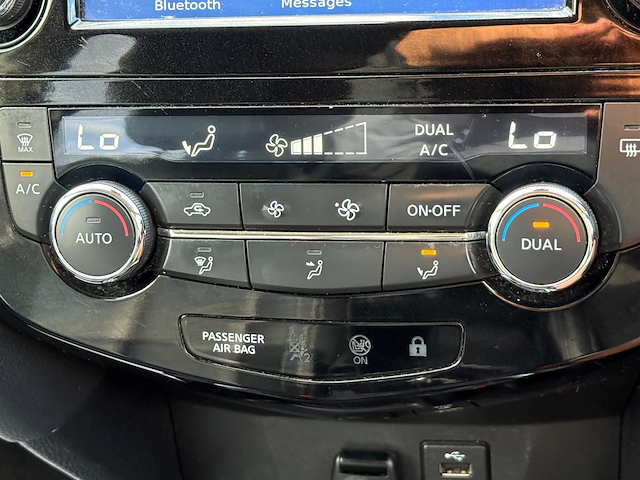 Bluetooth
Messages
Lo
DUAL
A/C
Lo
MAX
A/C
AUTO
ON·OFF
DUAL
PASSENGER
AIR BAG
ON